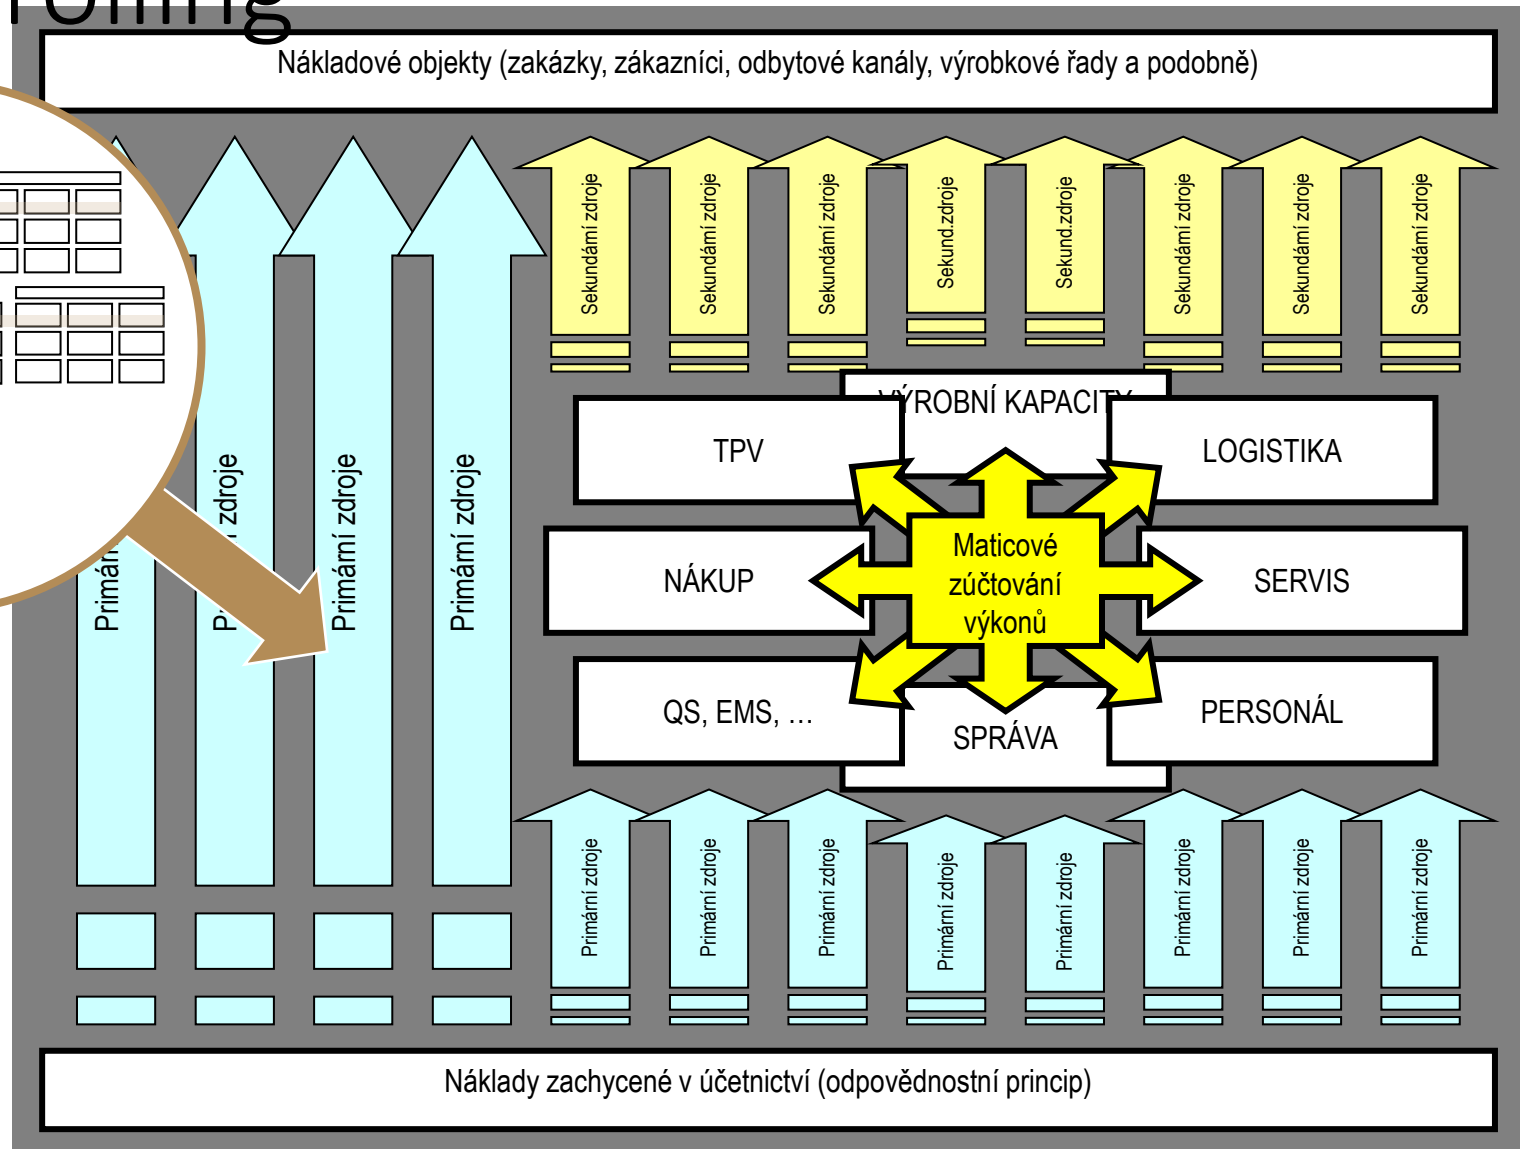 Nákladové objekty (zakázky, zákazníci, odbytové kanály, výrobkové řady a podobně)
Sekundární zdroje
Sekundární zdroje
Sekundární zdroje
Sekund.zdroje
Sekund.zdroje
Sekundární zdroje
Sekundární zdroje
Sekundární zdroje
Primární zdroje
Primární zdroje
VÝROBNÍ KAPACITY
TPV
LOGISTIKA
NÁKUP
Maticové
zúčtování
výkonů
SERVIS
QS, EMS, …
SPRÁVA
PERSONÁL
Primární zdroje
Primární zdroje
Primární zdroje
Primární zdroje
Primární zdroje
Primární zdroje
Primární zdroje
Primární zdroje
Náklady zachycené v účetnictví (odpovědnostní princip)